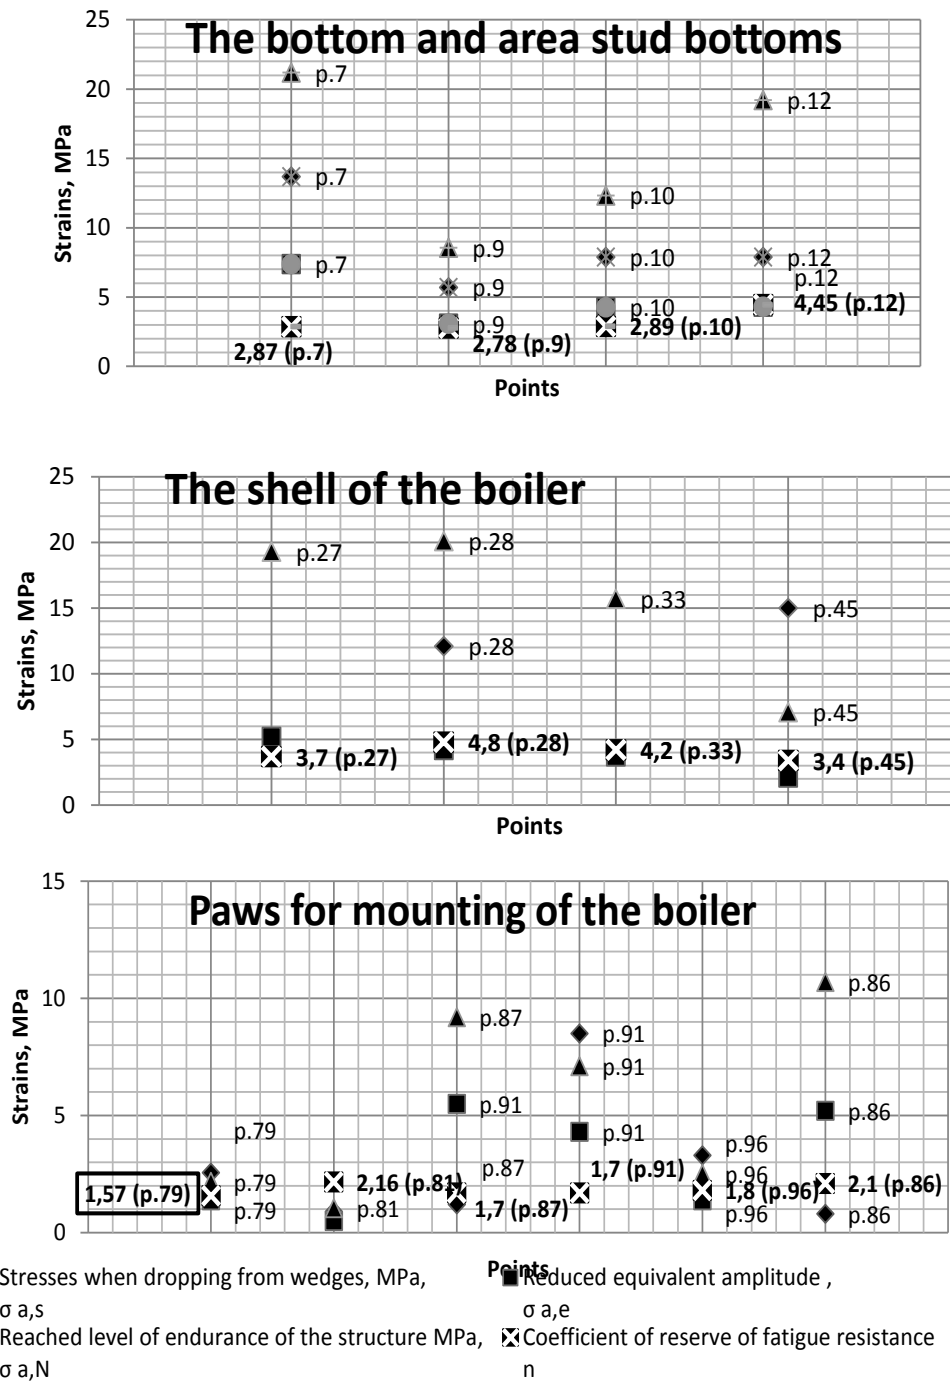 The bottom and area stud bottoms
25
20
15
10
5
0
Strains, MPa
p.7
p.7
p.7
2,87 (p.7)
p.9
p.9
p.9
2,78 (p.9)
p.10
p.10
p.10
2,89 (p.10)
p.12
p.12
p.12
4,45 (p.12)
Points
The shell of the boiler
25
20
15
10
5
0
Strains, MPa
p.27
3,7 (p.27)
p.28
p.28
4,8 (p.28)
p.33
4,2 (p.33)
p.45
p.45
3,4 (p.45)
Points
Paws for mounting of the boiler
15
10
5
0
Strains, MPa
p.79
p.79
p.79
1,57 (p.79)
2,16 (p.81)
p.81
p.87
p.91
p.87
1,7 (p.87)
p.91
p.91
p.91
1,7 (p.91)
p.96
p.96
1,8 (p.96)
p.96
p.86
p.86
2,1 (p.86)
p.86
Points
Stresses when dropping from wedges, MPa,
σ a,s
Reduced equivalent amplitude ,
σ a,e
Reached level of endurance of the structure MPa,
σ a,N
Coefficient of reserve of fatigue resistance
n